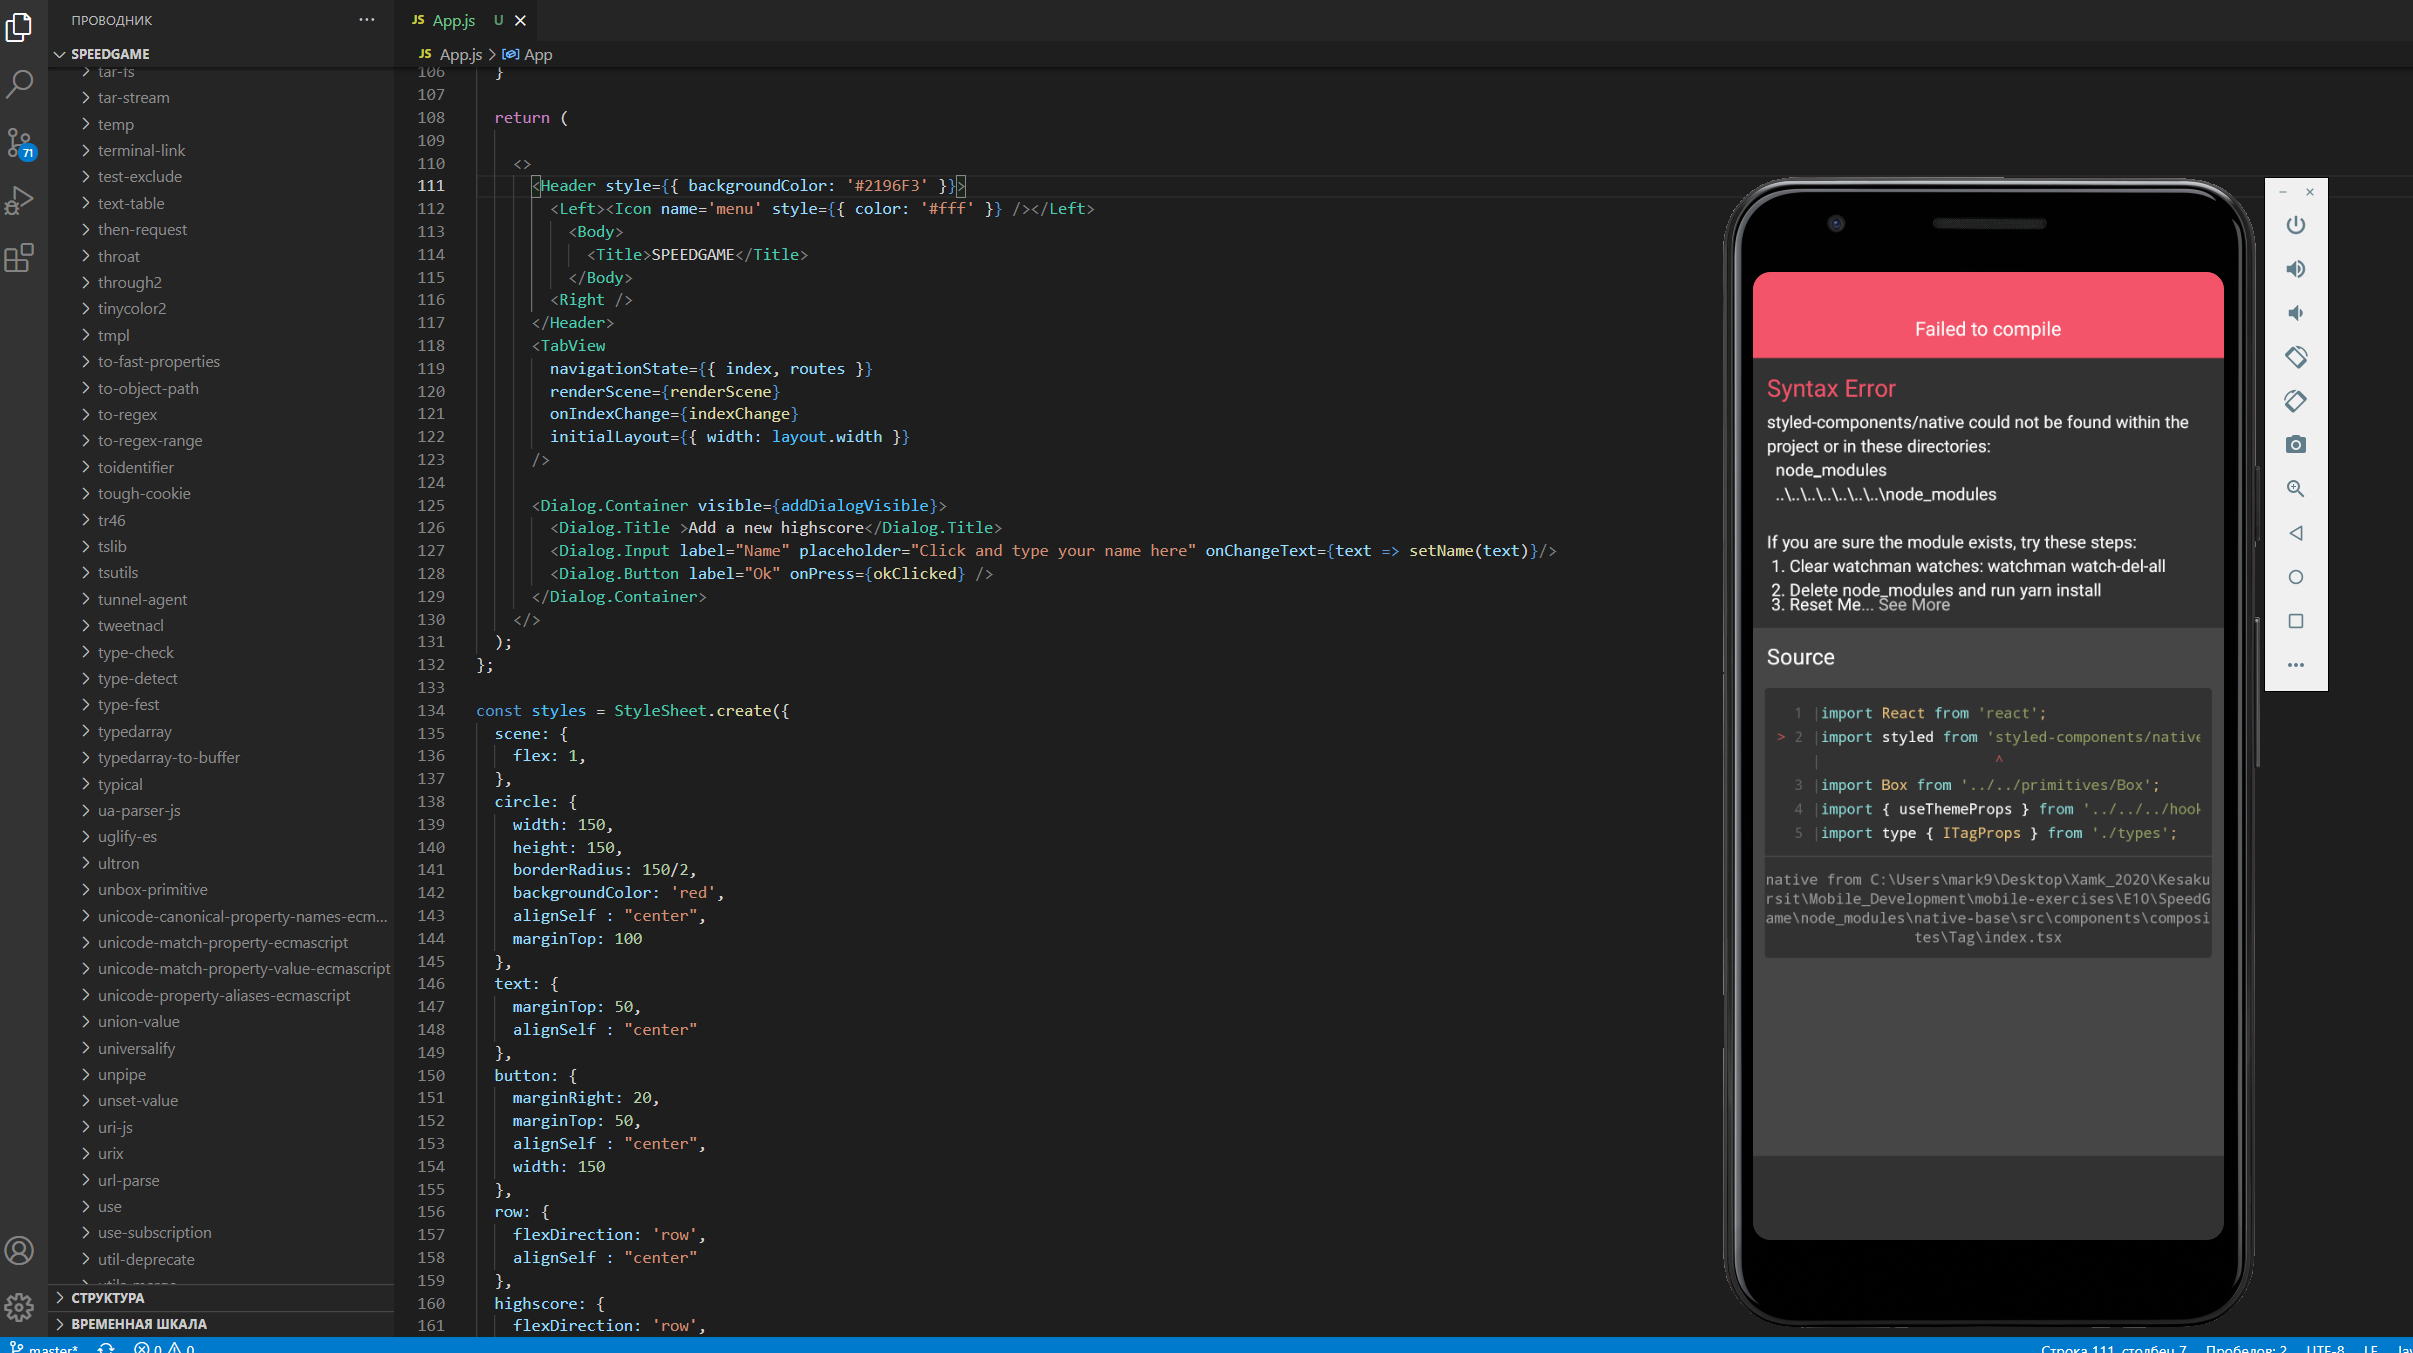 ПРОВОДНИК
SPEEDGAME
tar-fs
tar-stream
temp
terminal-link
test-exclude
text-table
then-request
throat
through2
tinycolor2
tmpl
to-fast-properties
to-object-path
to-regex
to-regex-range
toidentifier
tough-cookie
tr46
tslib
tsutils
tunnel-agent
tweetnacl
type-check
type-detect
type-fest
typedarray
typedarray-to-buffer
typical
ua-parser-js
uglify-es
ultron
unbox-primitive
unicode-canonical-property-names-ecm...
unicode-match-property-ecmascript
unicode-match-property-value-ecmascript
unicode-property-aliases-ecmascript
union-value
universalify
unpipe
unset-value
uri-js
urix
url-parse
use
use-subscription
util-deprecate
СТРУКТУРА
ВРЕМЕННАЯ ШКАЛА
71
JS App.js U
JS App.js > App
106 }
107
108 return (
109
110 <>
111 <Header style={{ backgroundColor: '#2196F3' }}>
112 <Left><Icon name='menu' style={{ color: '#fff' }} /></Left>
113 <Body>
114 <Title>SPEEDGAME</Title>
115 </Body>
116 <Right />
117 </Header>
118 <TabView
119 navigationState={{ index, routes }}
120 renderScene={renderScene}
121 onIndexChange={indexChange}
122 initialLayout={{ width: layout.width }}
123 />
124
125 <Dialog.Container visible={addDialogVisible}>
126 <Dialog.Title >Add a new highscore</Dialog.Title>
127 <Dialog.Input label="Name" placeholder="Click and type your name here" onChangeText={text => setName(text)}/>
128 <Dialog.Button label="Ok" onPress={okClicked} />
129 </Dialog.Container>
130 </>
131 );
132 };
133
134 const styles = StyleSheet.create({
135 scene: {
136 flex: 1,
137 },
138 circle: {
139 width: 150,
140 height: 150,
141 borderRadius: 150/2,
142 backgroundColor: 'red',
143 alignSelf : "center",
144 marginTop: 100
145 },
146 text: {
147 marginTop: 50,
148 alignSelf : "center"
149 },
150 button: {
151 marginRight: 20,
152 marginTop: 50,
153 alignSelf : "center",
154 width: 150
155 },
156 row: {
157 flexDirection: 'row',
158 alignSelf : "center"
159 },
160 highscore: {
161 flexDirection: 'row',
Failed to compile
Syntax Error
styled-components/native could not be found within the
project or in these directories:
node_modules
..\..\..\..\..\..\..\node_modules
If you are sure the module exists, try these steps:
1. Clear watchman watches: watchman watch-del-all
2. Delete node_modules and run yarn install
3. Reset Me... See More
Source
1 |import React from 'react';
> 2 |import styled from 'styled-components/native
| ^
3 |import Box from '../../primitives/Box';
4 |import { useThemeProps } from '../../../hook
5 |import type { ITagProps } from './types';
native from C:\Users\mark9\Desktop\Xamk_2020\Kesaku
rsit\Mobile_Development\mobile-exercises\E10\SpeedG
ame\node_modules\native-base\src\components\composi
tes\Tag\index.tsx
master* 0 0
Строка 111, столбец 7 Пробелов: 2 UTF-8 LF